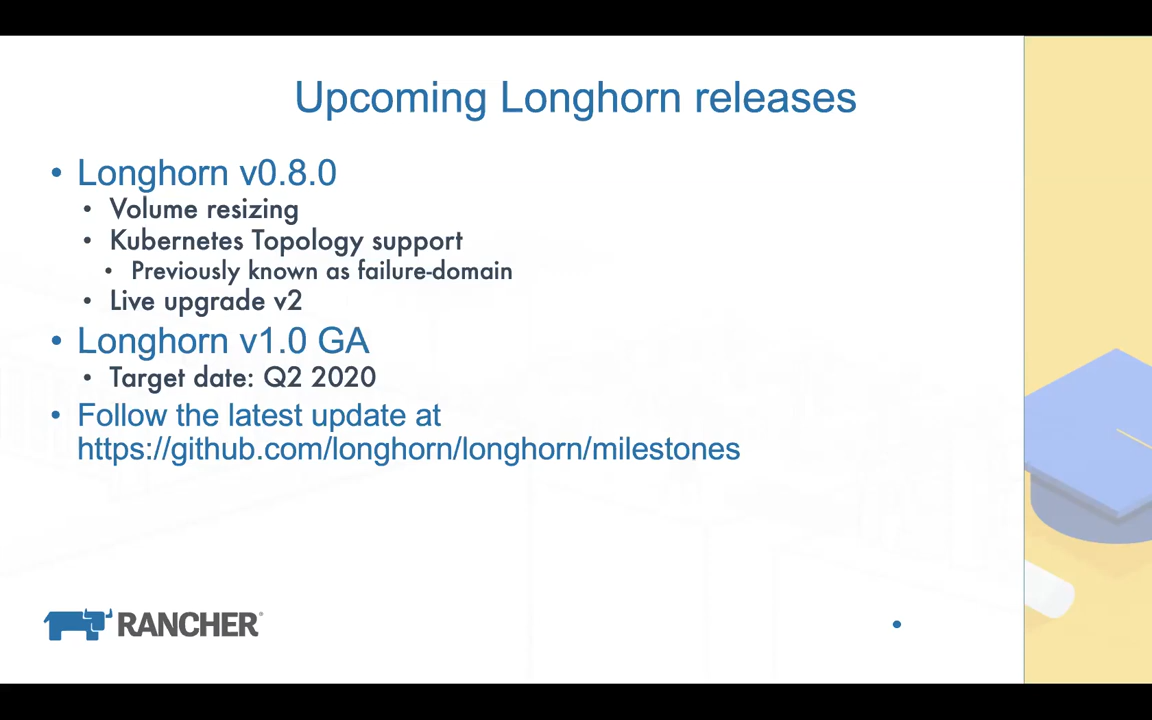 Upcoming Longhorn releases
• Longhorn v0.8.0
• Volume resizing
• Kubernetes Topology support
• Previously known as failure-domain
• Live upgrade v2
• Longhorn v1.0 GA
• Target date: Q2 2020
• Follow the latest update at
https://github.com/longhorn/longhorn/milestones
RANCHER®